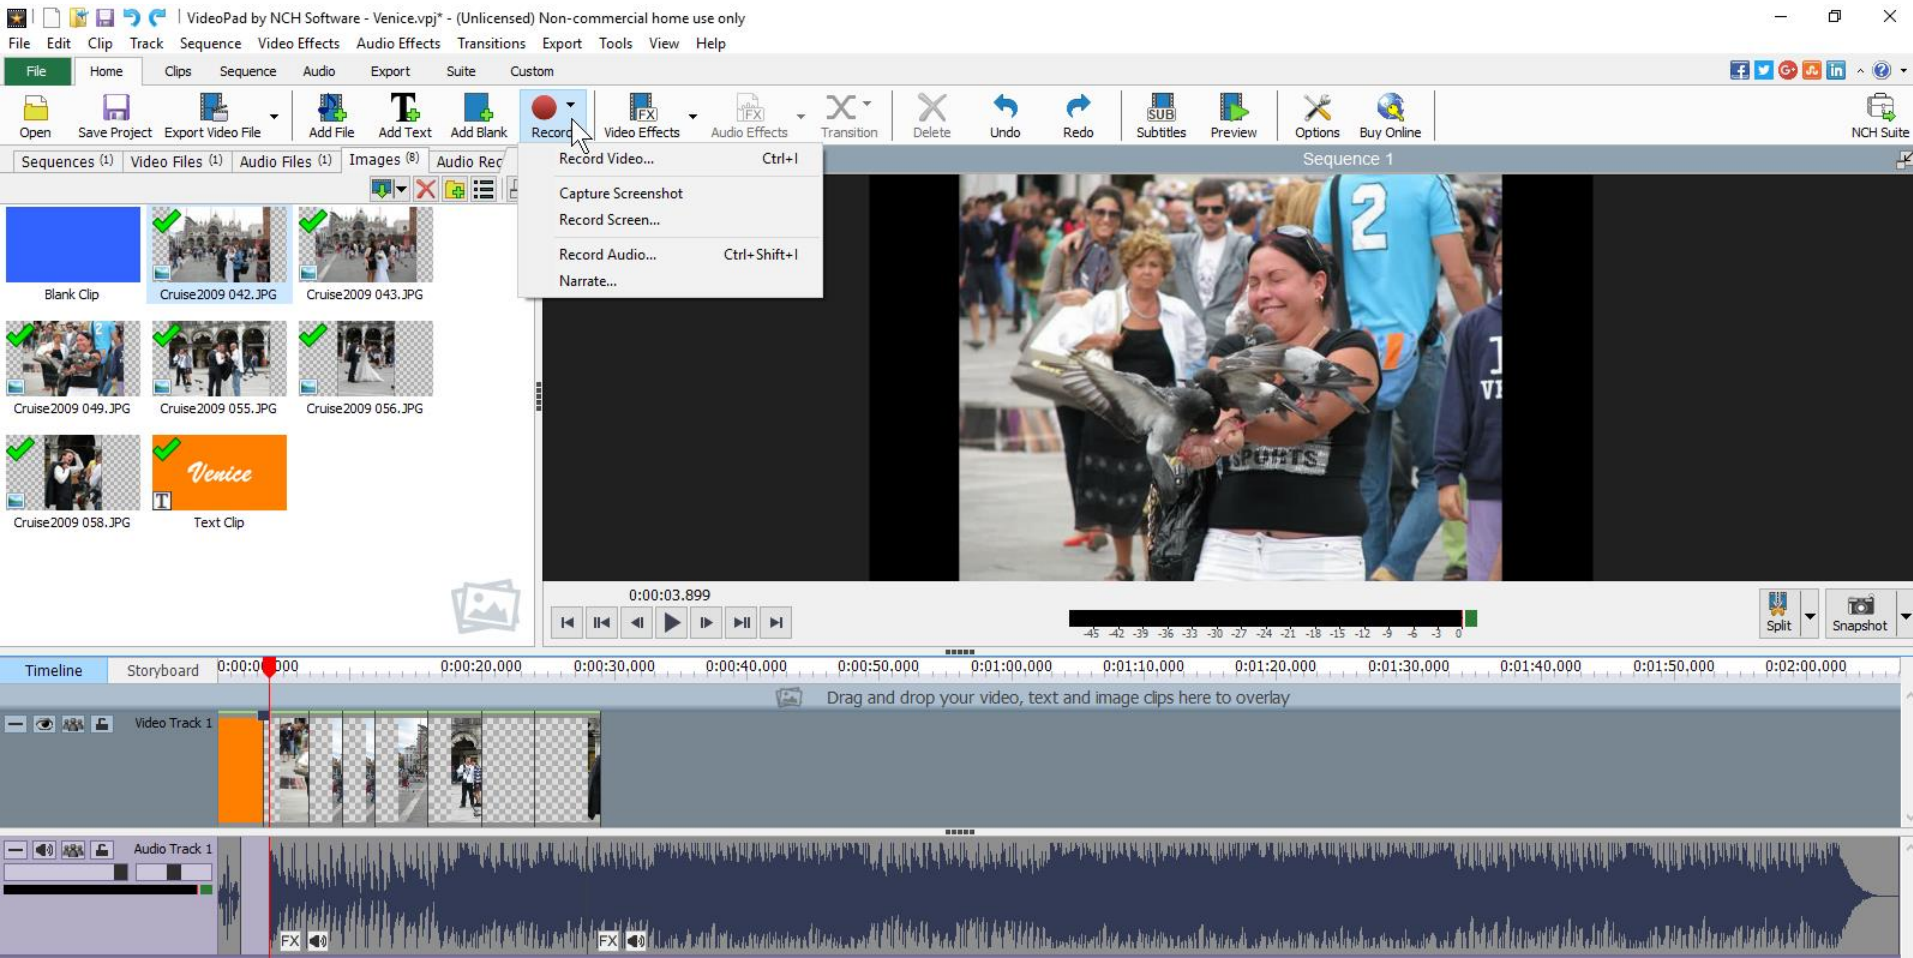 VideoPad by NCH Software - Venice.vpj* - (Unlicensed) Non-commercial home use only
File Edit Clip Track Sequence Video Effects Audio Effects Transitions Export Tools View Help
File Home Clips Sequence Audio Export Suite Custom
Open Save Project Export Video File Add File Add Text Add Blank Record Video Effects Audio Effects Transition Delete Undo Redo Subtitles Preview Options Buy Online NCH Suite
Sequences (1) Video Files (1) Audio Files (1) Images (8) Audio Rec
Sequence 1
Record Video... Ctrl+I
Capture Screenshot
Record Screen...
Record Audio... Ctrl+Shift+I
Narrate...
Blank Clip Cruise2009 042.JPG Cruise2009 043.JPG
Cruise2009 049.JPG Cruise2009 055.JPG Cruise2009 056.JPG
Venice
Cruise2009 058.JPG Text Clip
2
SPORTS
0:00:03.899
-45 -42 -39 -36 -33 -30 -27 -24 -21 -18 -15 -12 -9 -6 -3 0
Split Snapshot
Timeline Storyboard 0:00:00.000 0:00:20.000 0:00:30.000 0:00:40.000 0:00:50.000 0:01:00.000 0:01:10.000 0:01:20.000 0:01:30.000 0:01:40.000 0:01:50.000 0:02:00.000
Drag and drop your video, text and image clips here to overlay
Video Track 1
Audio Track 1
FX FX